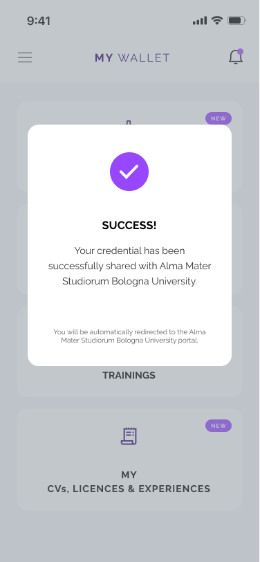 9:41
MY WALLET
NEW
SUCCESS!
Your credential has been
successfully shared with Alma Mater
Studiorum Bologna University.
You will be automatically redirected to the Alma
Mater Studiorum Bologna University portal.
TRAININGS
NEW
MY
CVs, LICENCES & EXPERIENCES